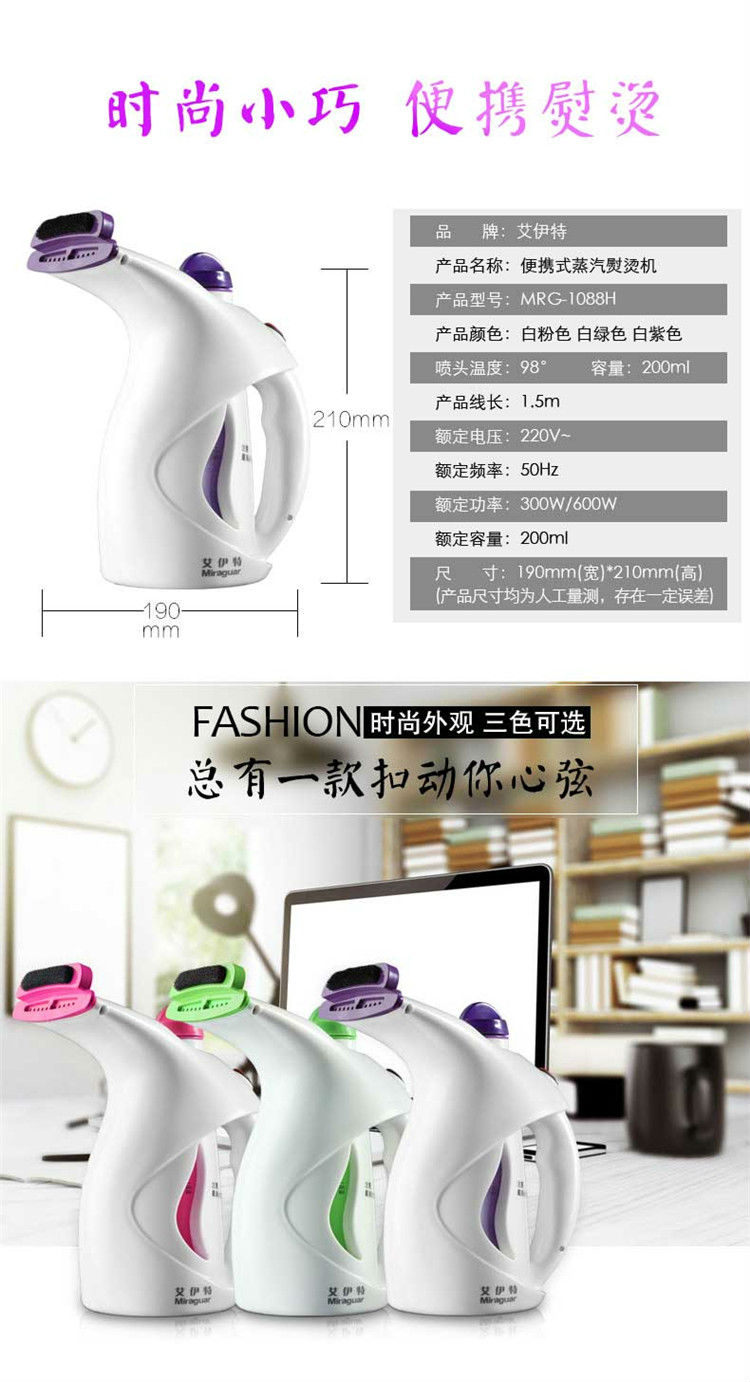 时尚小巧 便携熨烫
品 牌：艾伊特
产品名称：便携式蒸汽熨烫机
产品型号：MRG-1088H
产品颜色：白粉色 白绿色 白紫色
喷头温度：98° 容量：200ml
产品线长：1.5m
额定电压：220V~
额定频率：50Hz
额定功率：300W/600W
额定容量：200ml
尺 寸：190mm(宽)*210mm(高)
(产品尺寸均为人工量测，存在一定误差)
210mm
艾伊特
Miraguar
190
mm
FASHION 时尚外观 三色可选
总有一款扣动你心弦
艾伊特
Miraguar
艾伊特
Miraguar
艾伊特
Miraguar